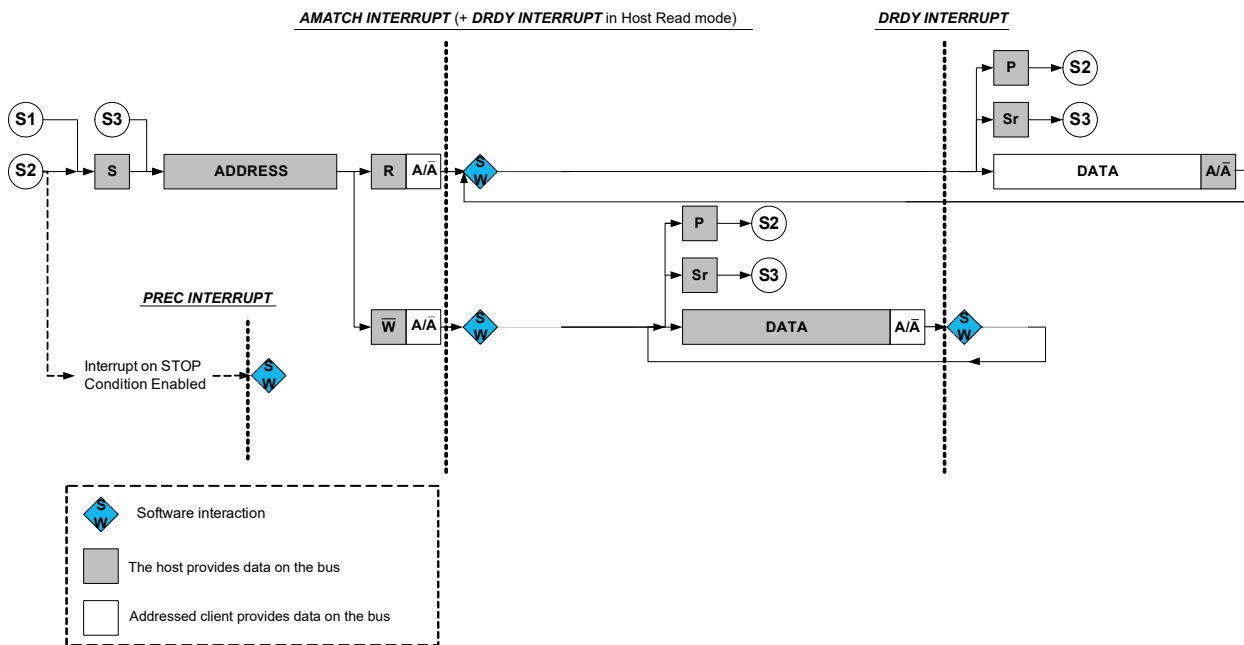 AMATCH INTERRUPT (+ DRDY INTERRUPT in Host Read mode)
DRDY INTERRUPT
P
S2
S1
S3
Sr
S3
S2
S
ADDRESS
R
A/A̅
S
W
DATA
A/A̅
P
S2
Sr
S3
PREC INTERRUPT
W̅
A/A̅
S
W
DATA
A/A̅
S
W
Interrupt on STOP
Condition Enabled
S
W
S
W
Software interaction
The host provides data on the bus
Addressed client provides data on the bus